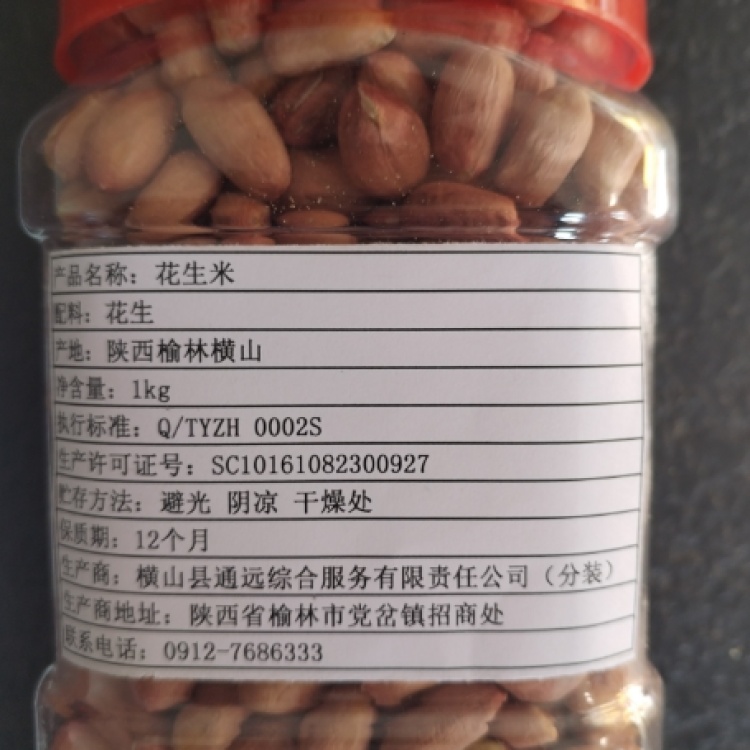 产品名称：花生米
配料：花生
产地：陕西榆林横山
净含量：1kg
执行标准：Q/TYZH 0002S
生产许可证号：SC10161082300927
贮存方法：避光 阴凉 干燥处
保质期：12个月
生产商：横山县通远综合服务有限责任公司（分装）
生产商地址：陕西省榆林市党岔镇招商处
联系电话：0912-7686333